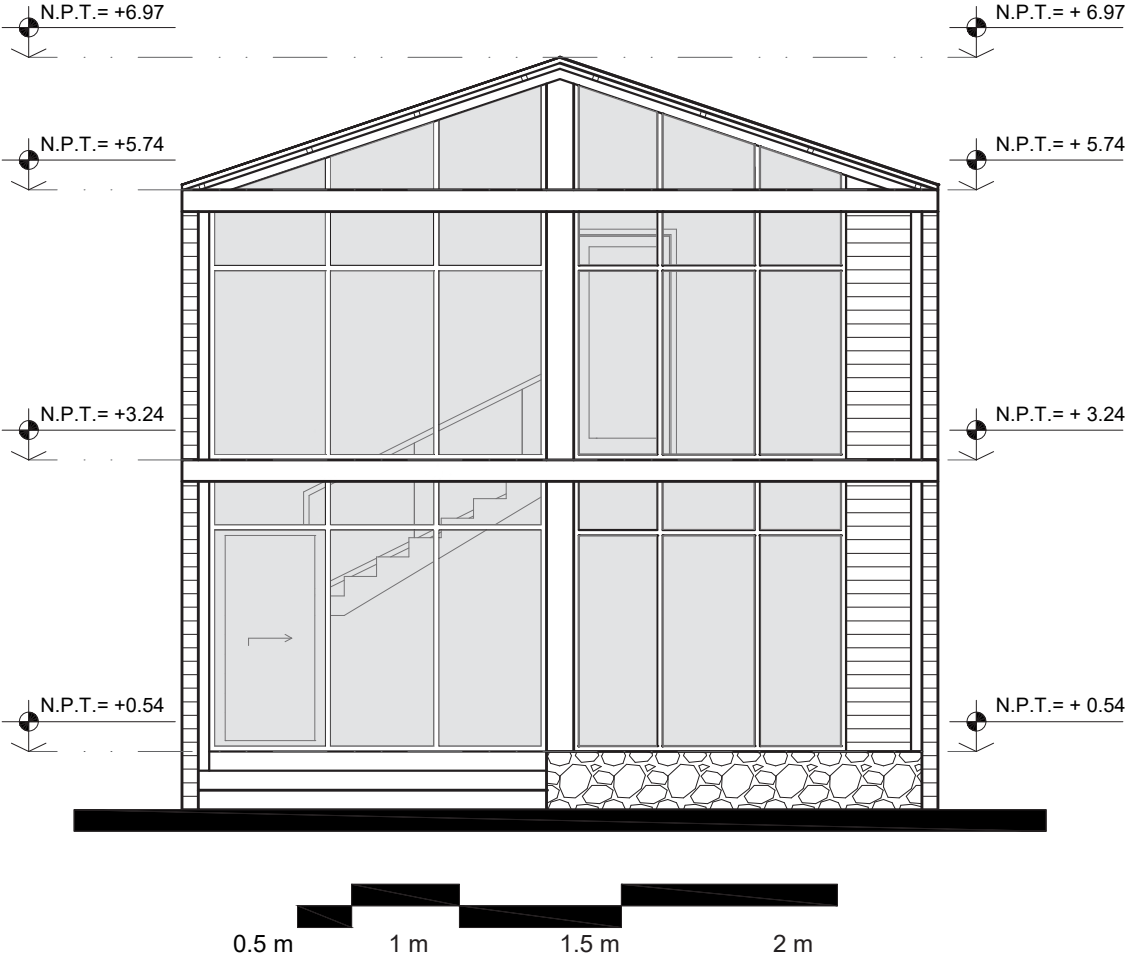 N.P.T.= +6.97
N.P.T.= + 6.97
N.P.T.= +5.74
N.P.T.= + 5.74
N.P.T.= +3.24
N.P.T.= + 3.24
N.P.T.= +0.54
N.P.T.= + 0.54
0.5 m 1 m 1.5 m 2 m